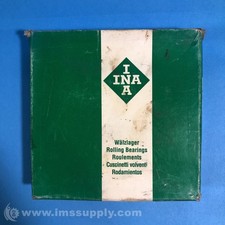 I
INA
A
Wälzlager
Rolling Bearings
Roulements
Cuscinetti volventi
Rodamientos
www.imssupply.com